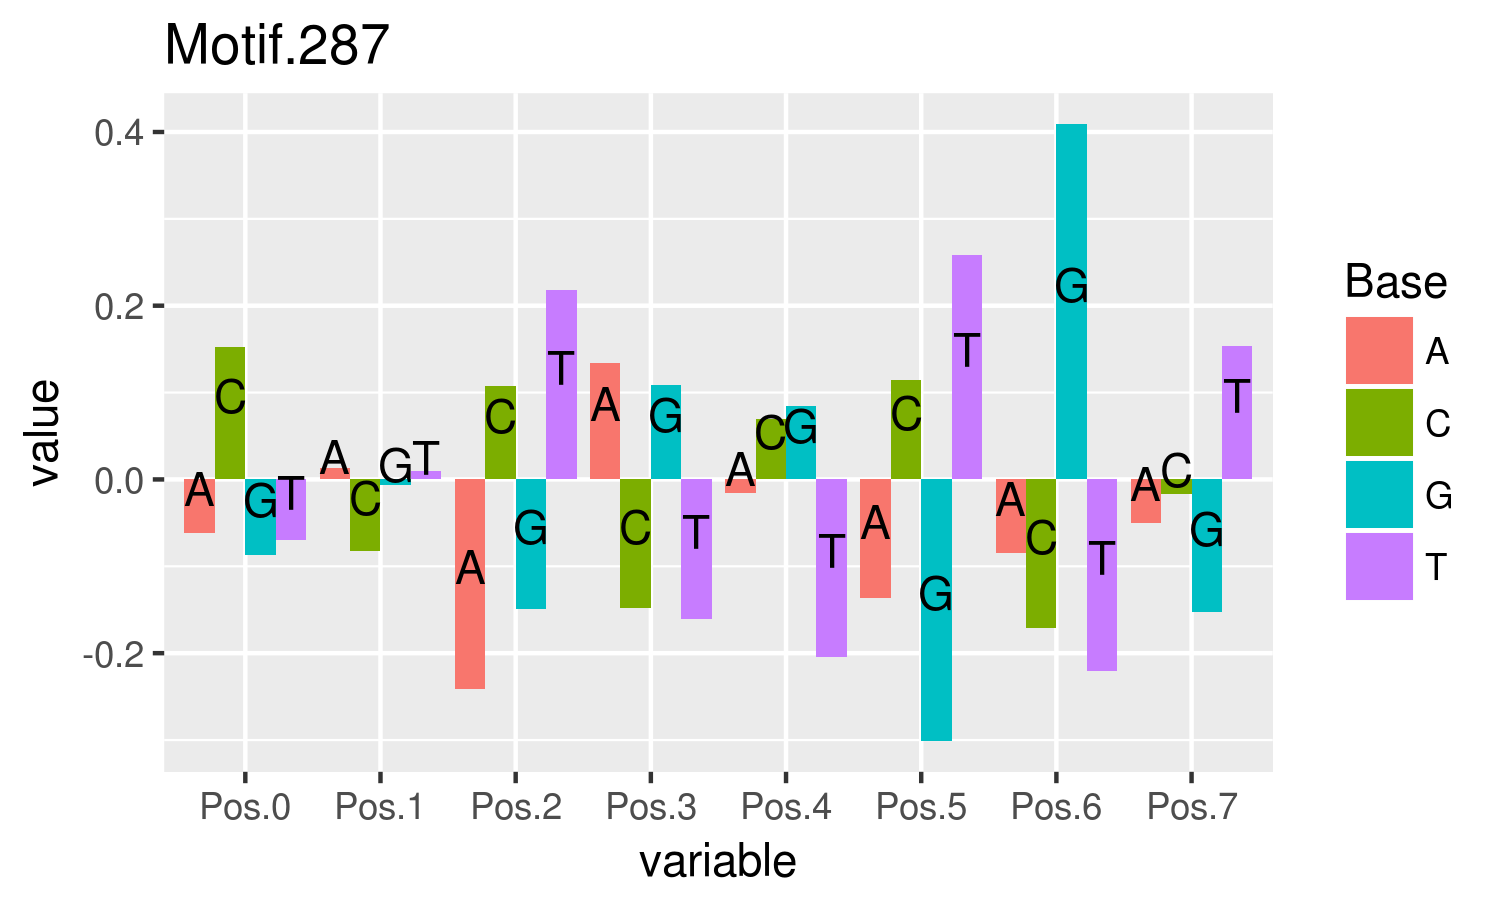 Motif.287
0.4
0.2
0.0
-0.2
value
A C G T
A C G T
A C G T
A C G T
A C G T
A C G T
A C G T
A C G T
Pos.0 Pos.1 Pos.2 Pos.3 Pos.4 Pos.5 Pos.6 Pos.7
variable
Base
A
C
G
T